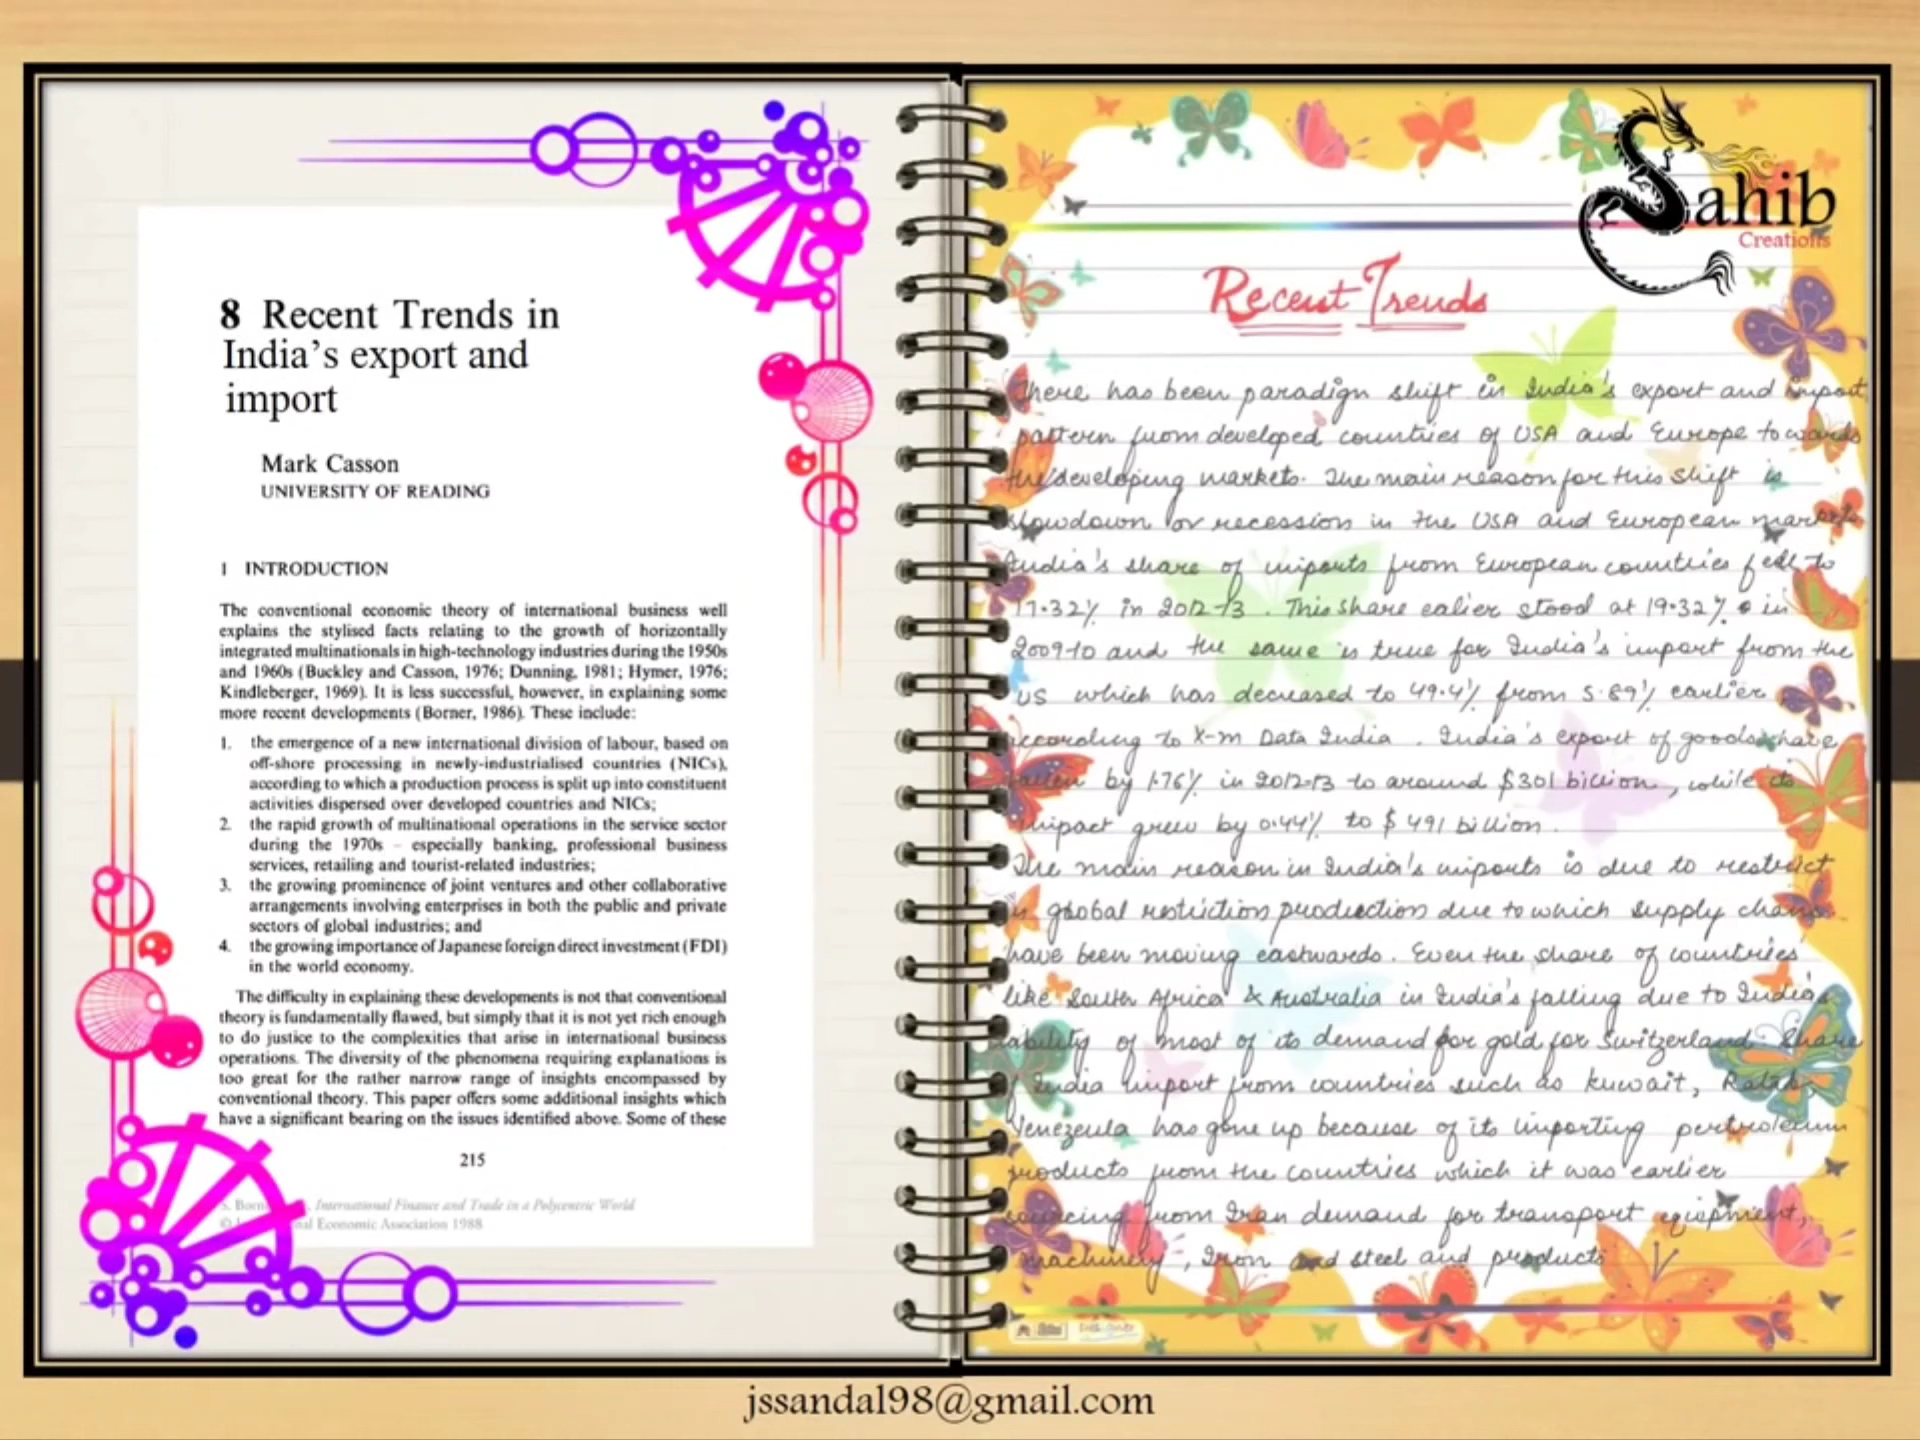 8 Recent Trends in
India's export and
import
Mark Casson
UNIVERSITY OF READING
1 INTRODUCTION
The conventional economic theory of international business well
explains the stylised facts relating to the growth of horizontally
integrated multinationals in high-technology industries during the 1950s
and 1960s (Buckley and Casson, 1976; Dunning, 1981; Hymer, 1976;
Kindleberger, 1969). It is less successful, however, in explaining some
more recent developments (Borner, 1986). These include:
1. the emergence of a new international division of labour, based on
off-shore processing in newly-industrialised countries (NICs),
according to which a production process is split up into constituent
activities dispersed over developed countries and NICs;
2. the rapid growth of multinational operations in the service sector
during the 1970s – especially banking, professional business
services, retailing and tourist-related industries;
3. the growing prominence of joint ventures and other collaborative
arrangements involving enterprises in both the public and private
sectors of global industries; and
4. the growing importance of Japanese foreign direct investment (FDI)
in the world economy.
The difficulty in explaining these developments is not that conventional
theory is fundamentally flawed, but simply that it is not yet rich enough
to do justice to the complexities that arise in international business
operations. The diversity of the phenomena requiring explanations is
too great for the rather narrow range of insights encompassed by
conventional theory. This paper offers some additional insights which
have a significant bearing on the issues identified above. Some of these
215
International Finance and Trade in a Polycentric World
Economic Association 1988
Sahib
Creations
Recent Trends
There has been paradign shift in India's export and import
pattern from developed countries of USA and Europe towards
the developing markets. The main reason for this shift is
slowdown or recession in the USA and European markets
India's share of imports from European countries fell to
17.32% in 2012-13. This share ealier stood at 19.32% in
2009-10 and the same is true for India's import from the
US which has decreased to 49.4% from 5.89% earlier
According to X-m Data India. India's export of goods have
fallen by 1.76% in 2012-13 to around $301 billion, while its
impact grew by 0.44% to $491 billion.
The main reason in India's imports is due to restrict
global restriction production due to which supply
have been moving eastwards. Even the share of countries
like South Africa & Australia in India's falling due to India's
ability of most of its demand for gold for Switzerland. Share
of India import from countries such as Kuwait,
Venezeula has gone up because of its importing
products from the countries which it was earlier
sourcing from Iran demand for transport eqiopment,
machinery, Iron and steel and products
jssandal98@gmail.com